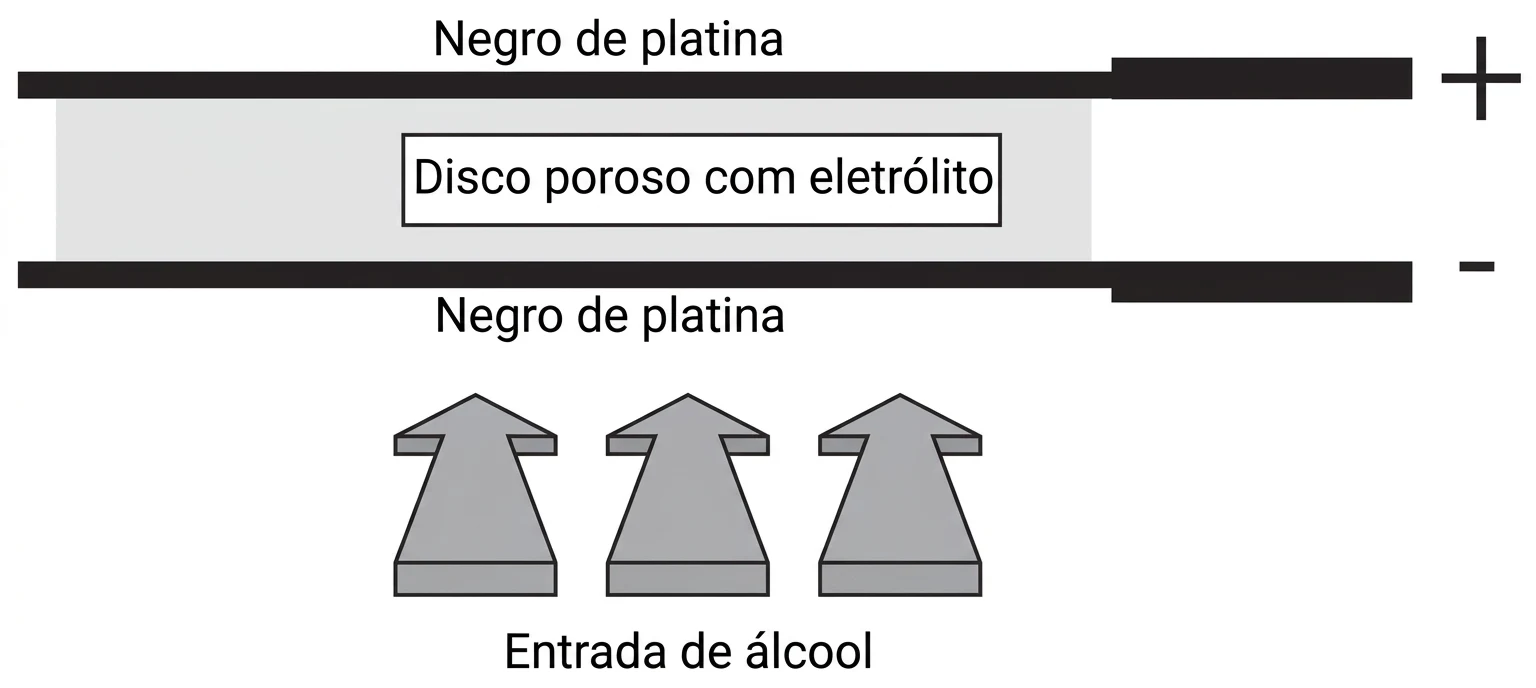 Negro de platina
+
Disco poroso com eletrólito
-
Negro de platina
Entrada de álcool